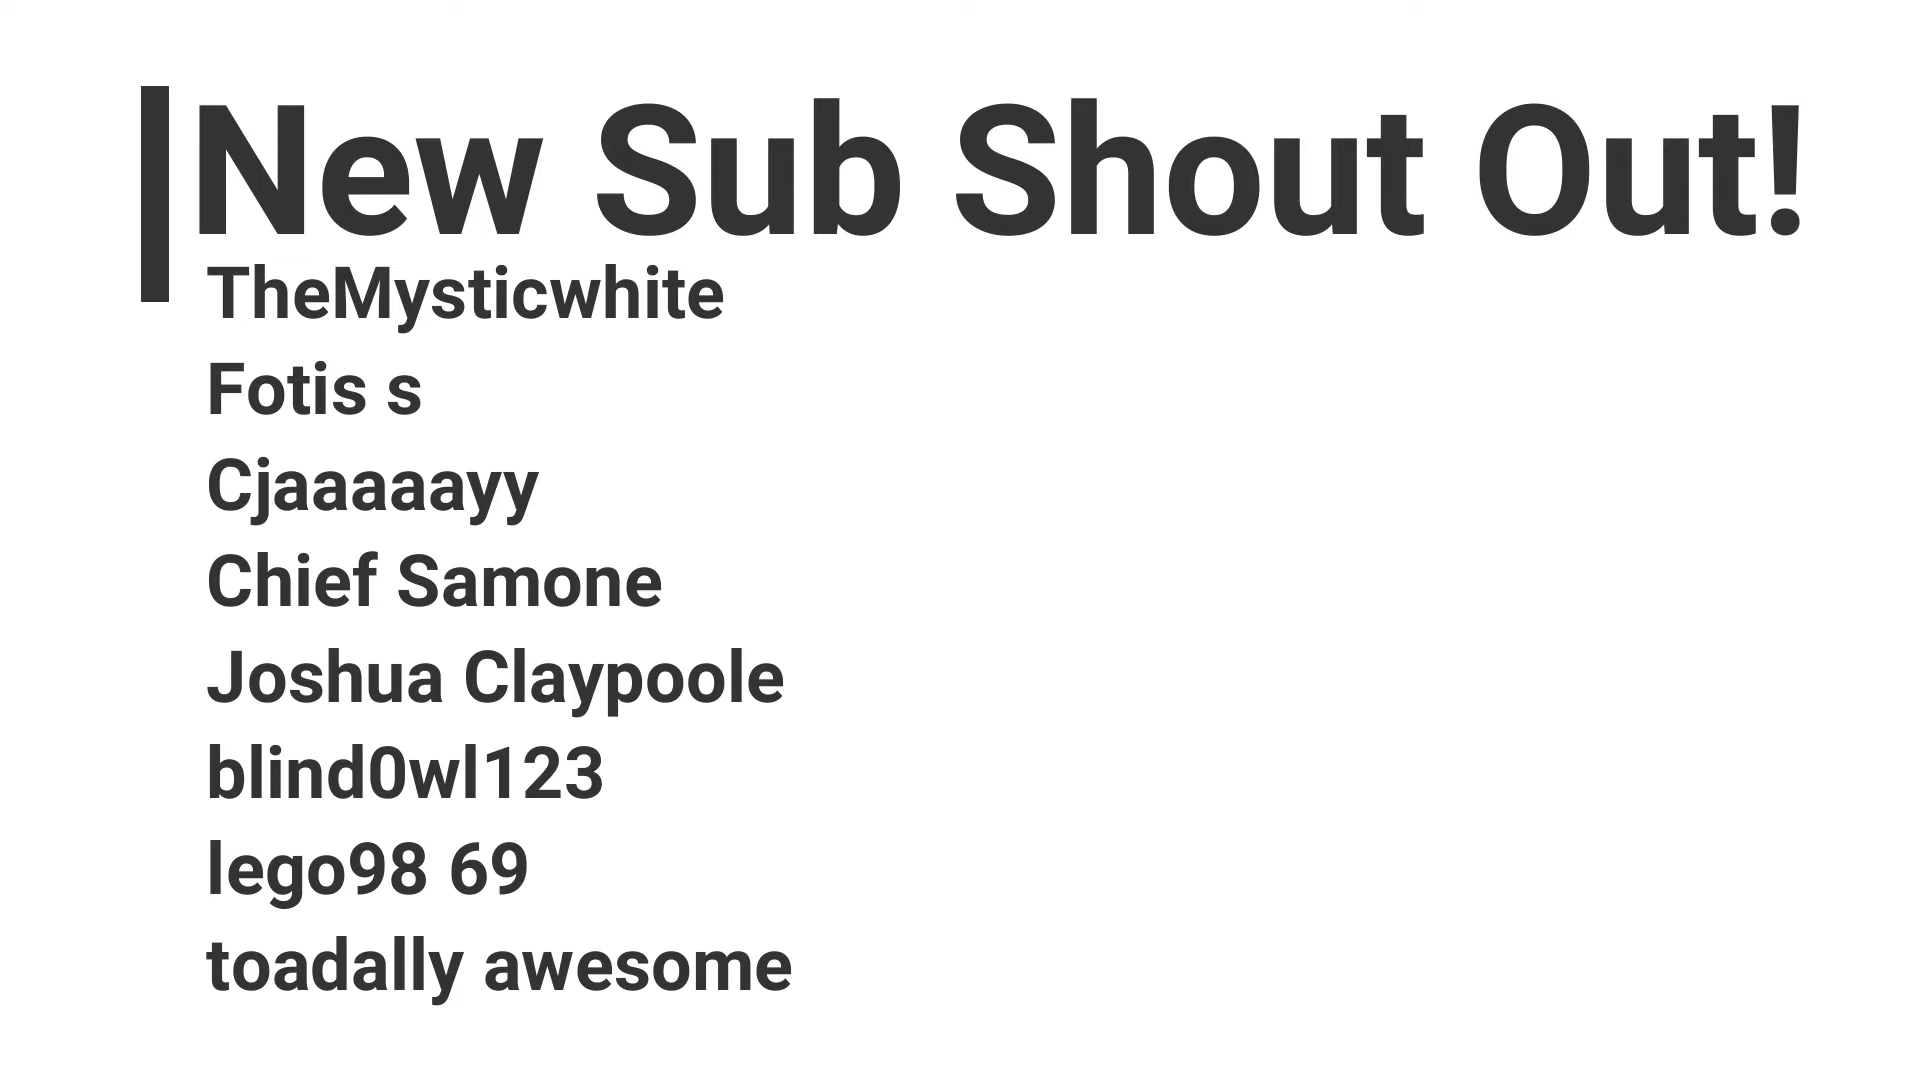 New Sub Shout Out!
TheMysticwhite
Fotis s
Cjaaaaayy
Chief Samone
Joshua Claypoole
blind0wl123
lego98 69
toadally awesome